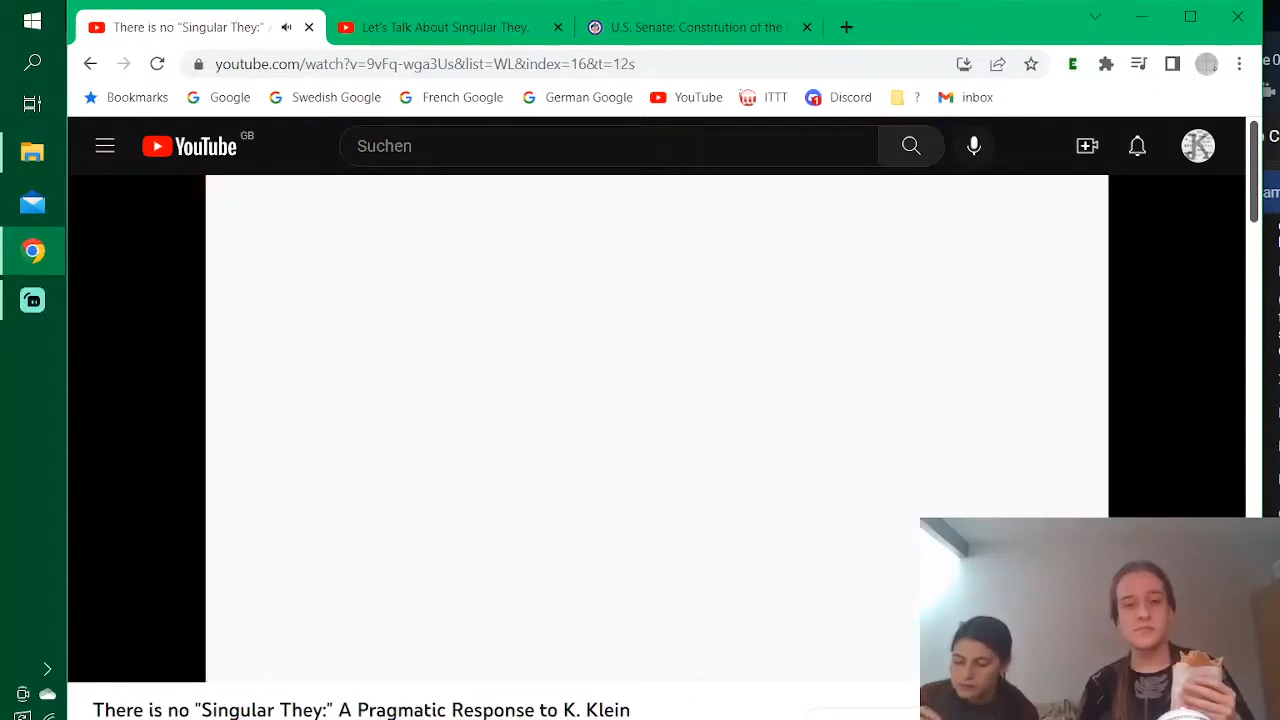 There is no "Singular They:" A
Let's Talk About Singular They.
U.S. Senate: Constitution of the
youtube.com/watch?v=9vFq-wga3Us&list=WL&index=16&t=12s
E
Bookmarks Google Swedish Google French Google German Google YouTube ITTT Discord ? inbox
YouTube GB
Suchen
K
There is no "Singular They:" A Pragmatic Response to K. Klein